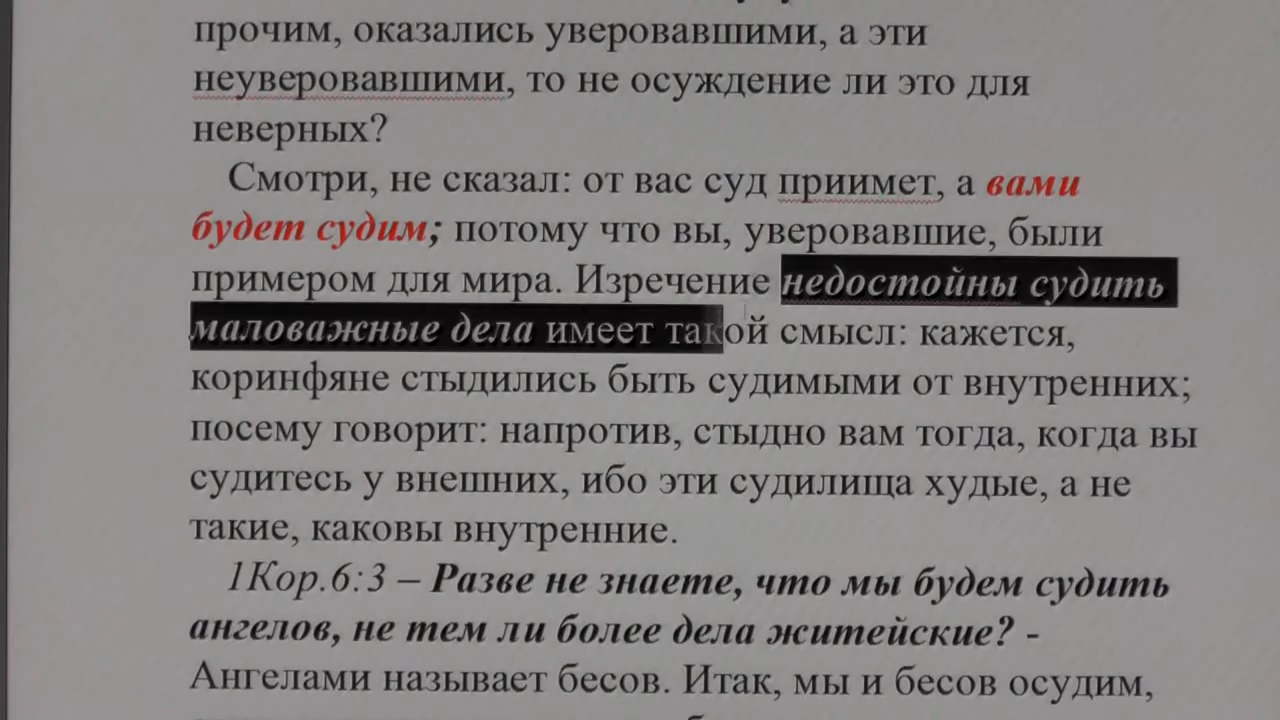 прочим, оказались уверовавшими, а эти
неуверовавшими, то не осуждение ли это для
неверных?
Смотри, не сказал: от вас суд приимет, а вами
будет судим; потому что вы, уверовавшие, были
примером для мира. Изречение недостойны судить
маловажные дела имеет такой смысл: кажется,
коринфяне стыдились быть судимыми от внутренних;
посему говорит: напротив, стыдно вам тогда, когда вы
судитесь у внешних, ибо эти судилища худые, а не
такие, каковы внутренние.
1Кор.6:3 – Разве не знаете, что мы будем судить
ангелов, не тем ли более дела житейские? -
Ангелами называет бесов. Итак, мы и бесов осудим,